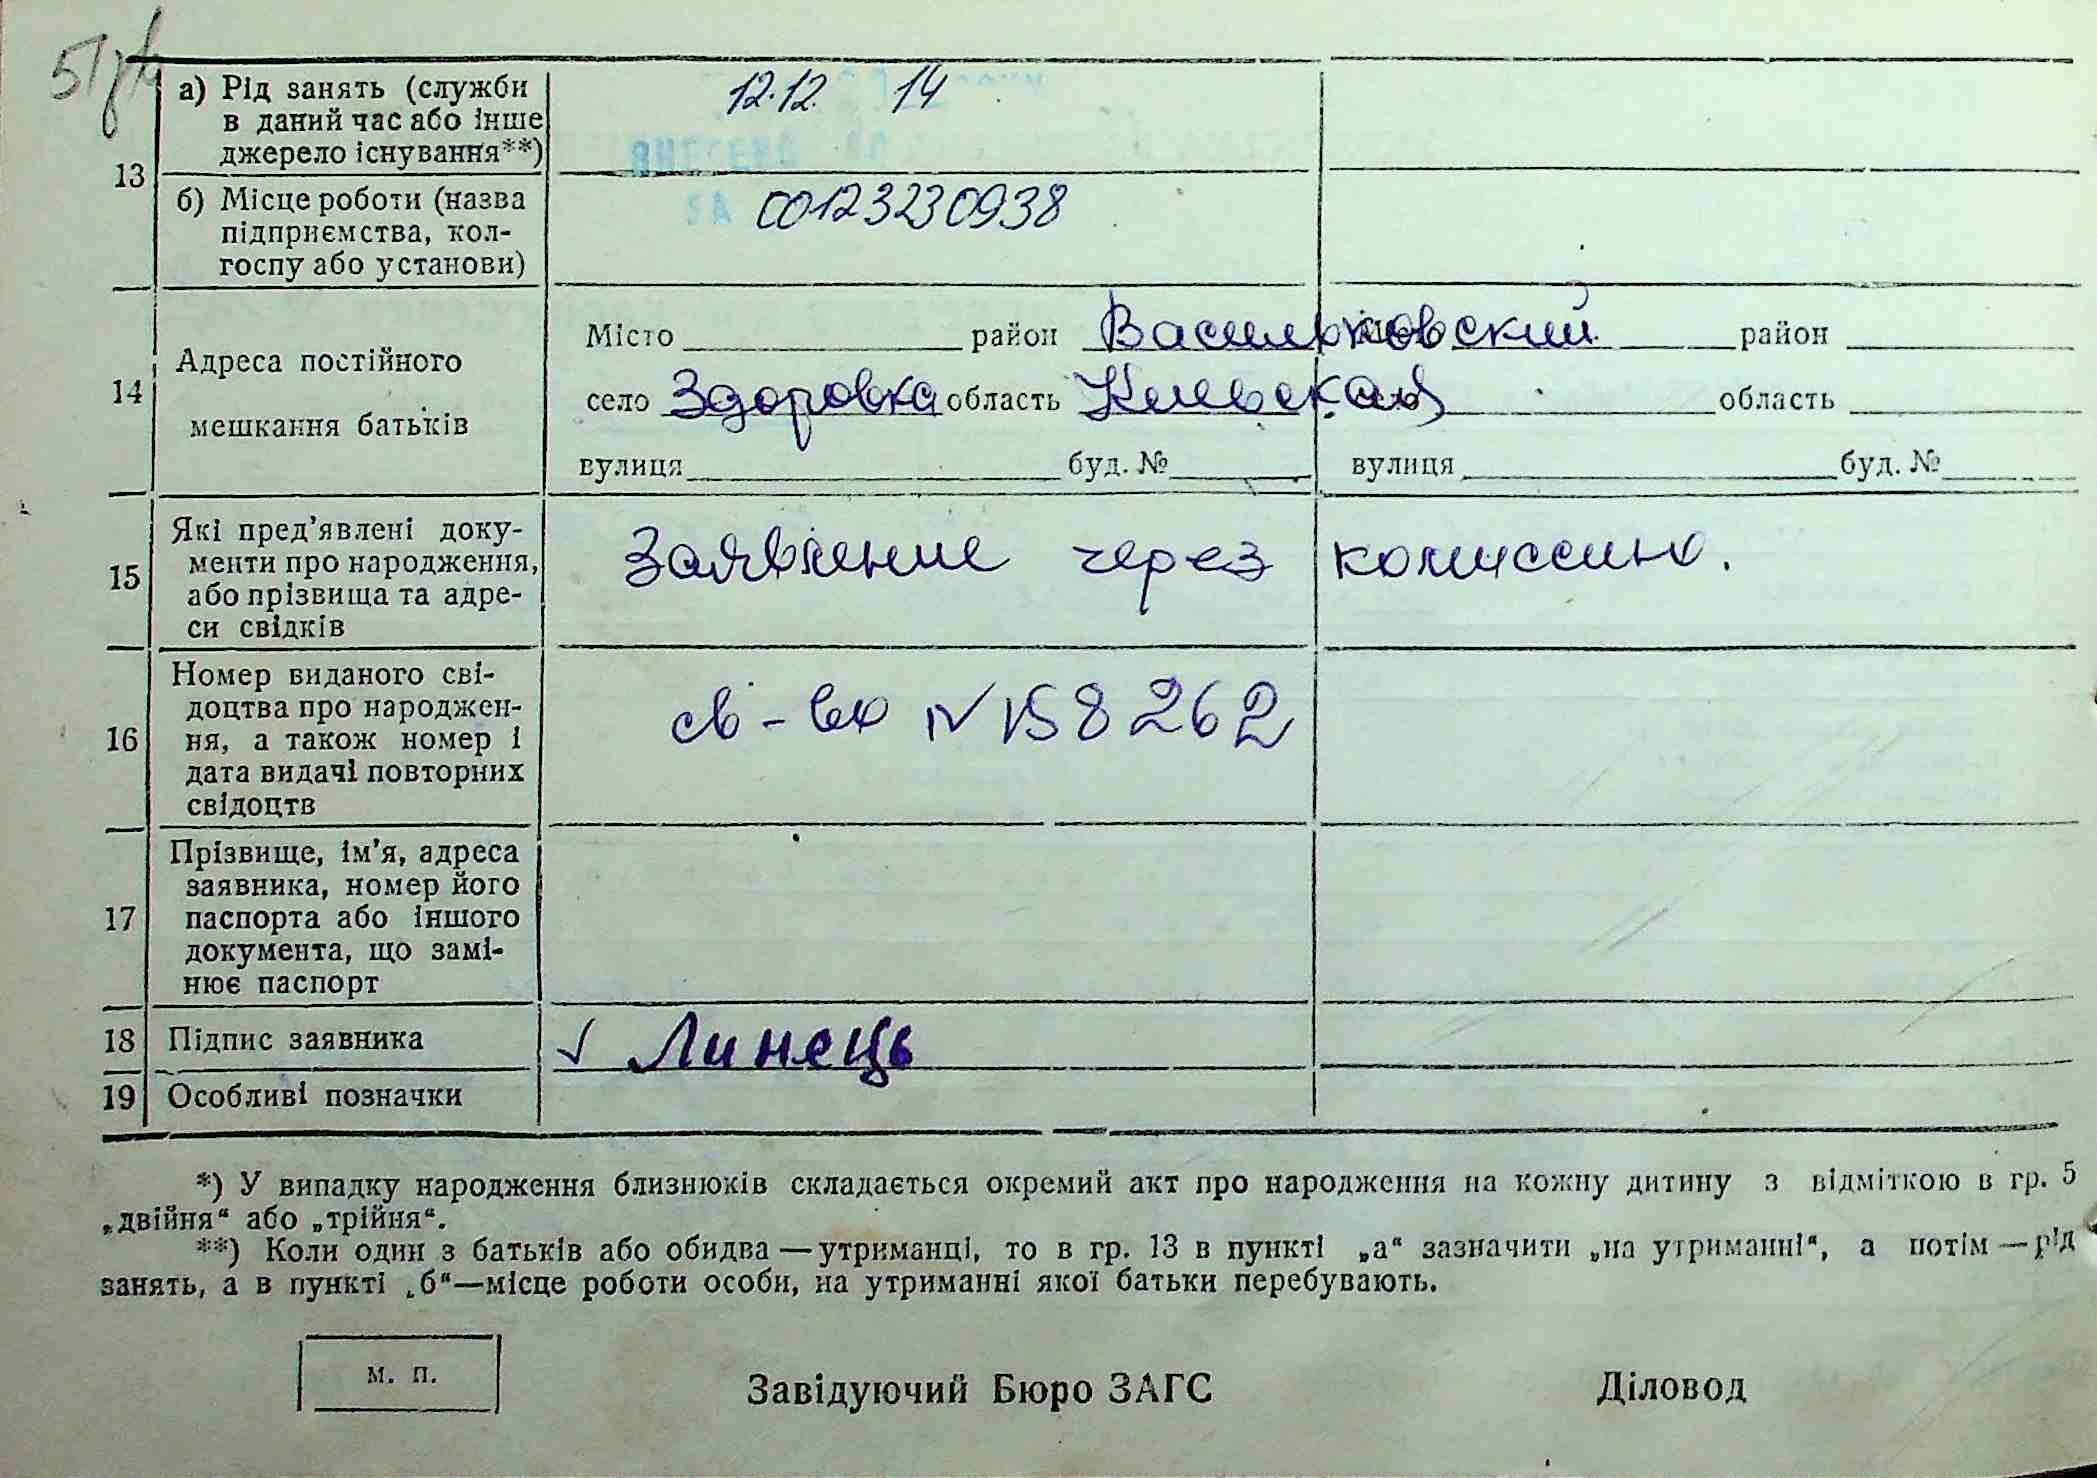 13
а) Рід занять (служби
в даний час або інше
джерело існування**)
12.12. 14
б) Місце роботи (назва
підприємства, кол-
госпу або установи)
00123230938
14
Адреса постійного
мешкання батьків
Місто район Васильковский район
село Здоровка область Киевская область
вулиця буд. № вулиця буд. №
15
Які пред’явлені доку-
менти про народження,
або прізвища та адре-
си свідків
Заявление через комиссию.
16
Номер виданого сві-
доцтва про народжен-
ня, а також номер і
дата видачі повторних
свідоцтв
св-во N 158262
17
Прізвище, ім’я, адреса
заявника, номер його
паспорта або іншого
документа, що замі-
нює паспорт
18 Підпис заявника √ Линець
19 Особливі позначки
*) У випадку народження близнюків складається окремий акт про народження на кожну дитину з відміткою в гр. 5
„двійня“ або „трійня“.
**) Коли один з батьків або обидва—утриманці, то в гр. 13 в пункті „а“ зазначити „на утриманні“, а потім—рід
занять, а в пункті „б“—місце роботи особи, на утриманні якої батьки перебувають.
м. п.
Завідуючий Бюро ЗАГС Діловод